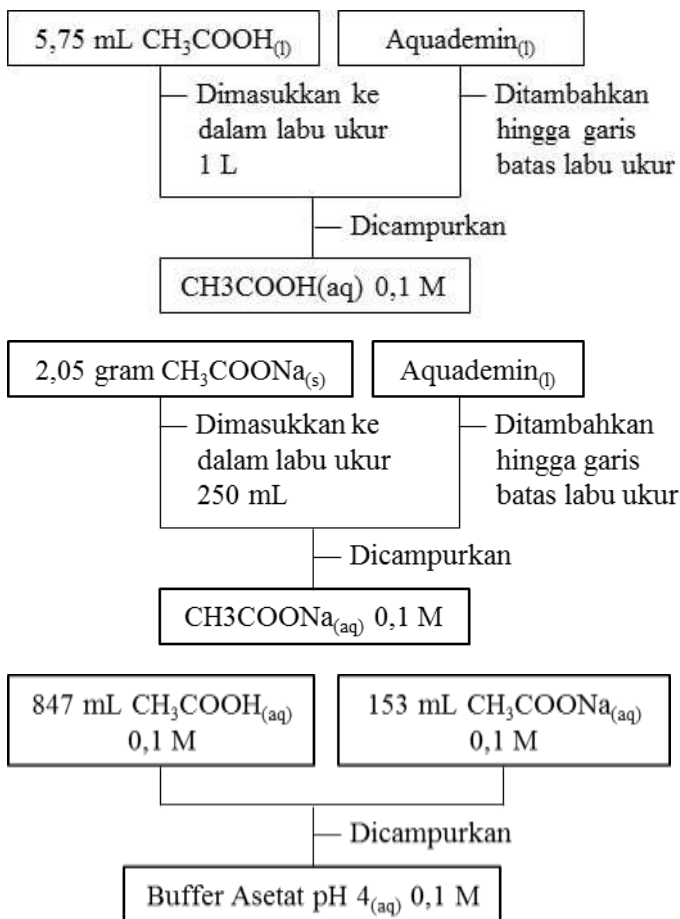 5,75 mL CH₃COOH₍ₗ₎
Aquademin₍ₗ₎
Dimasukkan ke
dalam labu ukur
1 L
Ditambahkan
hingga garis
batas labu ukur
Dicampurkan
CH3COOH(aq) 0,1 M
2,05 gram CH₃COONa₍ₛ₎
Aquademin₍ₗ₎
Dimasukkan ke
dalam labu ukur
250 mL
Ditambahkan
hingga garis
batas labu ukur
Dicampurkan
CH3COONa(aq) 0,1 M
847 mL CH₃COOH(aq)
0,1 M
153 mL CH₃COONa(aq)
0,1 M
Dicampurkan
Buffer Asetat pH 4(aq) 0,1 M